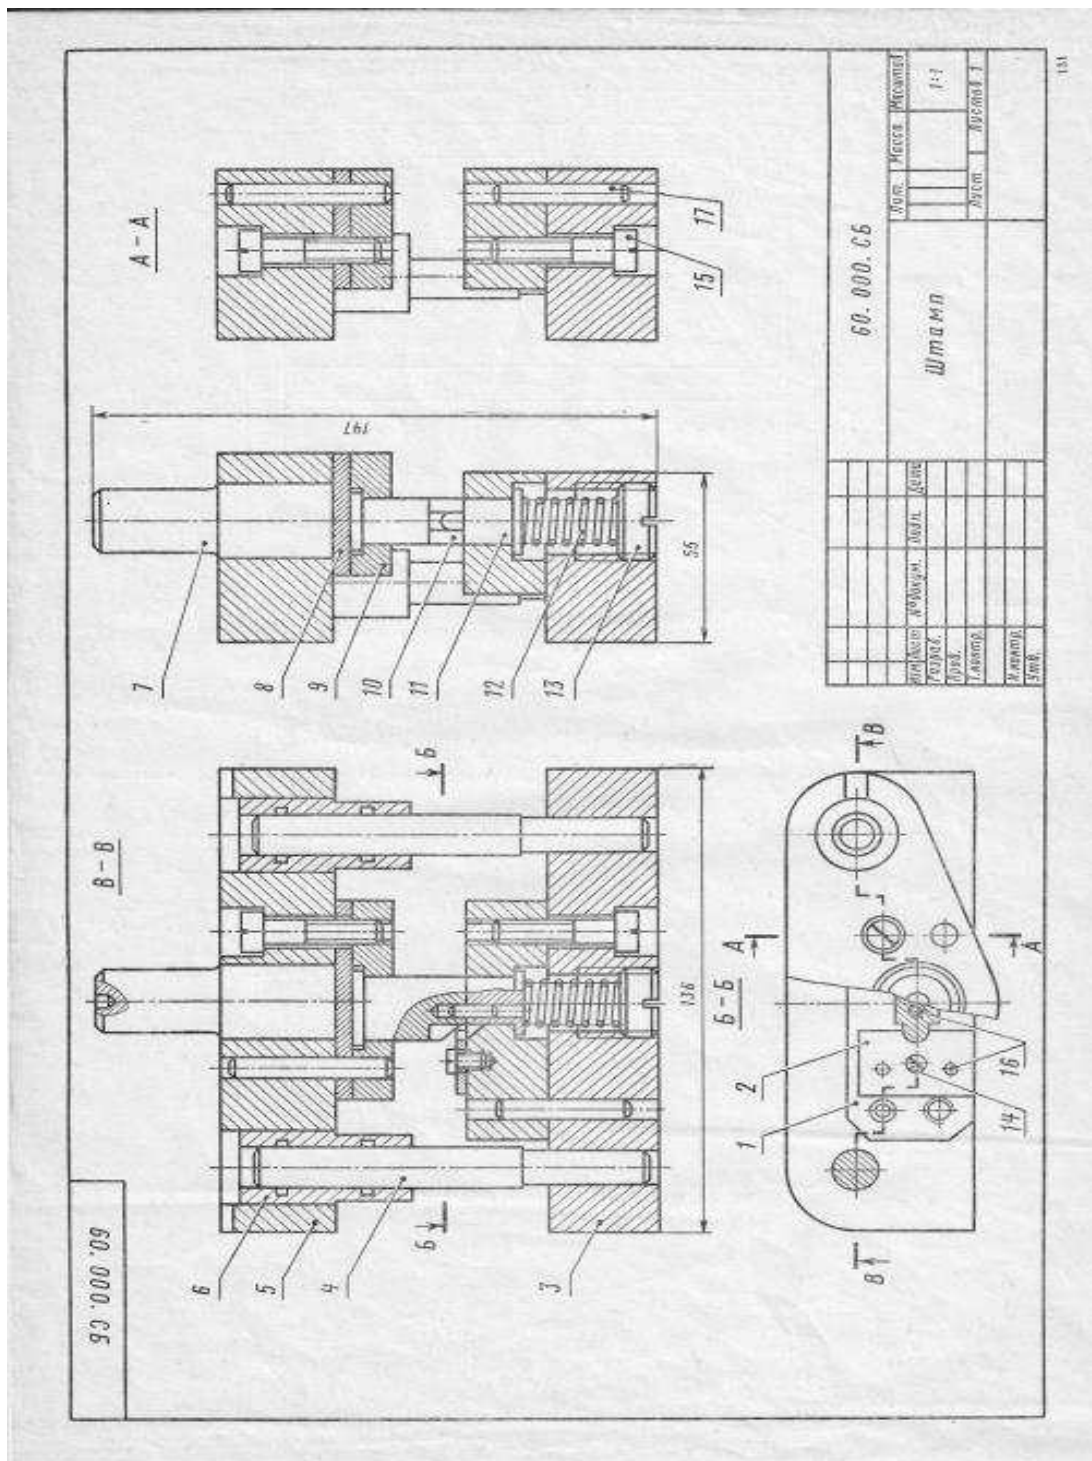 60. 000. СБ
В – В
А – А
7
8
9
10
11
12
13
6
5
4
3
Б
Б
147
56
136
15
17
Б – Б
А
А
В
В
1
2
14
16
60. 000. СБ
Штамп
Лит. Масса Масштаб
1:1
Лист Листов 1
Изм Лист № докум. Подп. Дата
Разраб.
Пров.
Т.контр.
Н.контр.
Утв.
131